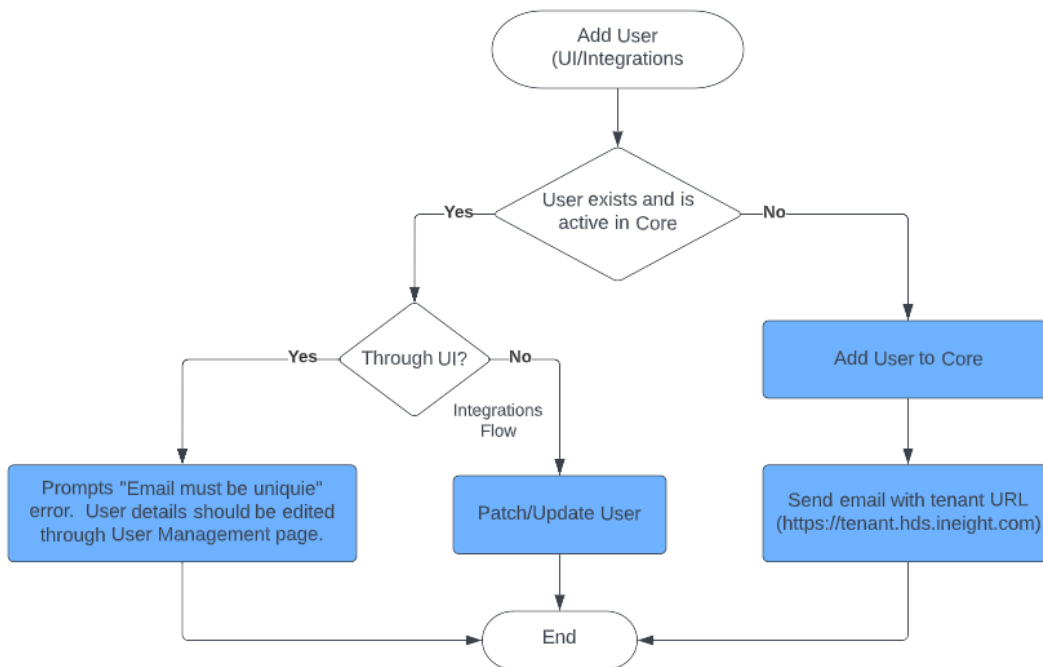 Add User
(UI/Integrations
User exists and is
active in Core
Yes
No
Through UI?
Yes
No
Integrations
Flow
Add User to Core
Prompts "Email must be uniquie"
error. User details should be edited
through User Management page.
Patch/Update User
Send email with tenant URL
(https://tenant.hds.ineight.com)
End